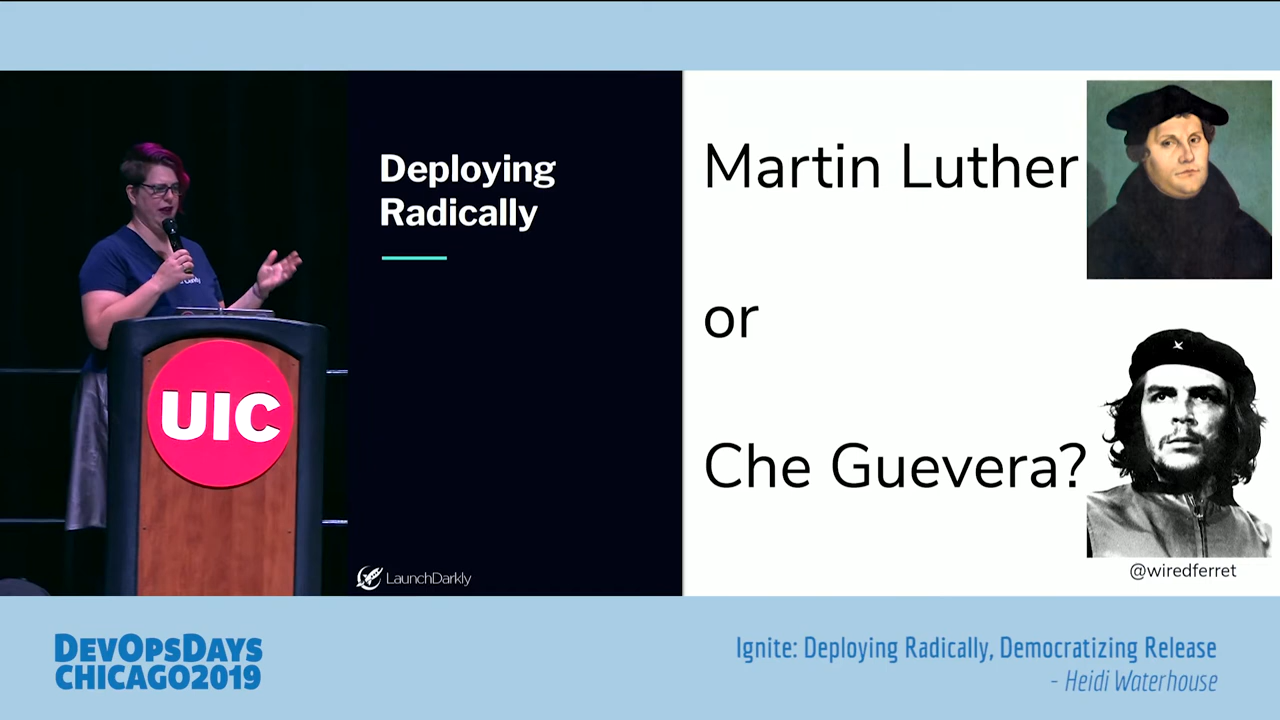 Deploying
Radically
LaunchDarkly
Martin Luther
or
Che Guevera?
@wiredferret
UIC
DEVOPSDAYS
CHICAGO2019
Ignite: Deploying Radically, Democratizing Release
- Heidi Waterhouse